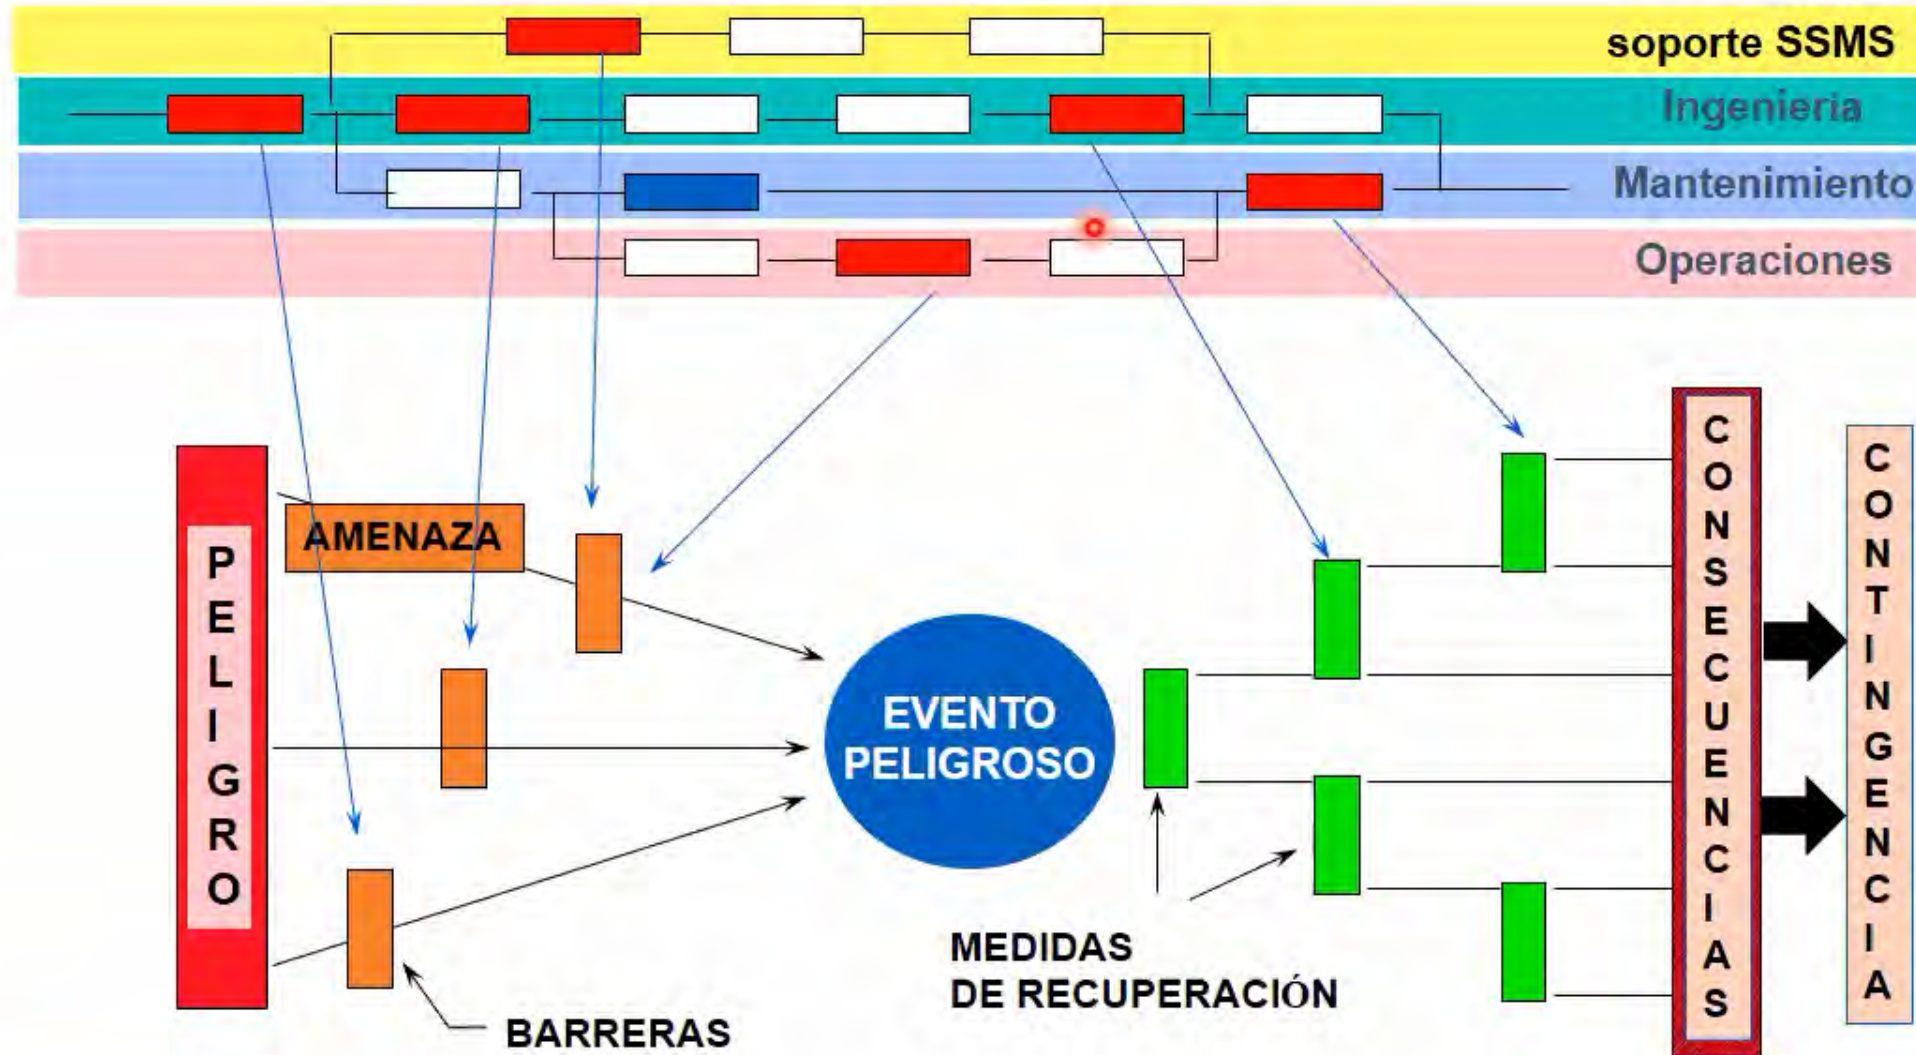 soporte SSMS
Ingenieria
Mantenimiento
Operaciones
AMENAZA
PELIGRO
EVENTO
PELIGROSO
CONSECUENCIAS
CONTINGENCIA
MEDIDAS
DE RECUPERACIÓN
BARRERAS